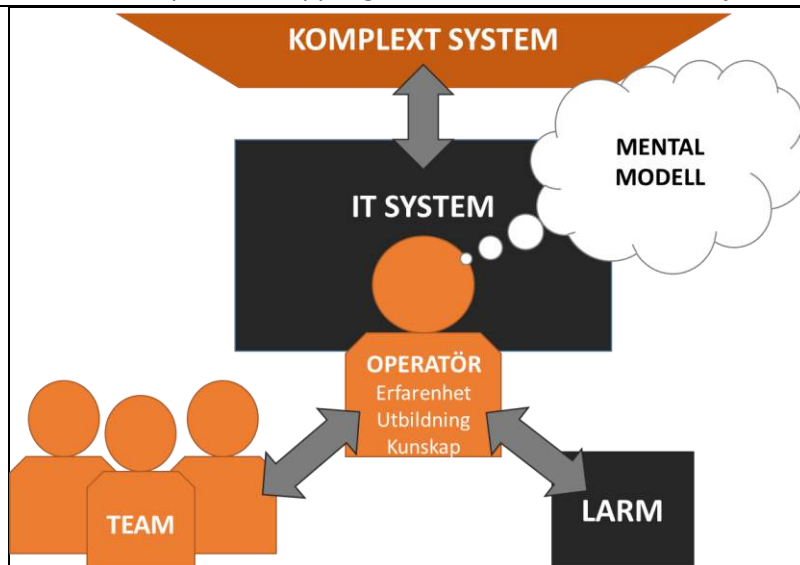 KOMPLEXT SYSTEM
MENTAL
MODELL
IT SYSTEM
OPERATÖR
Erfarenhet
Utbildning
Kunskap
TEAM
LARM